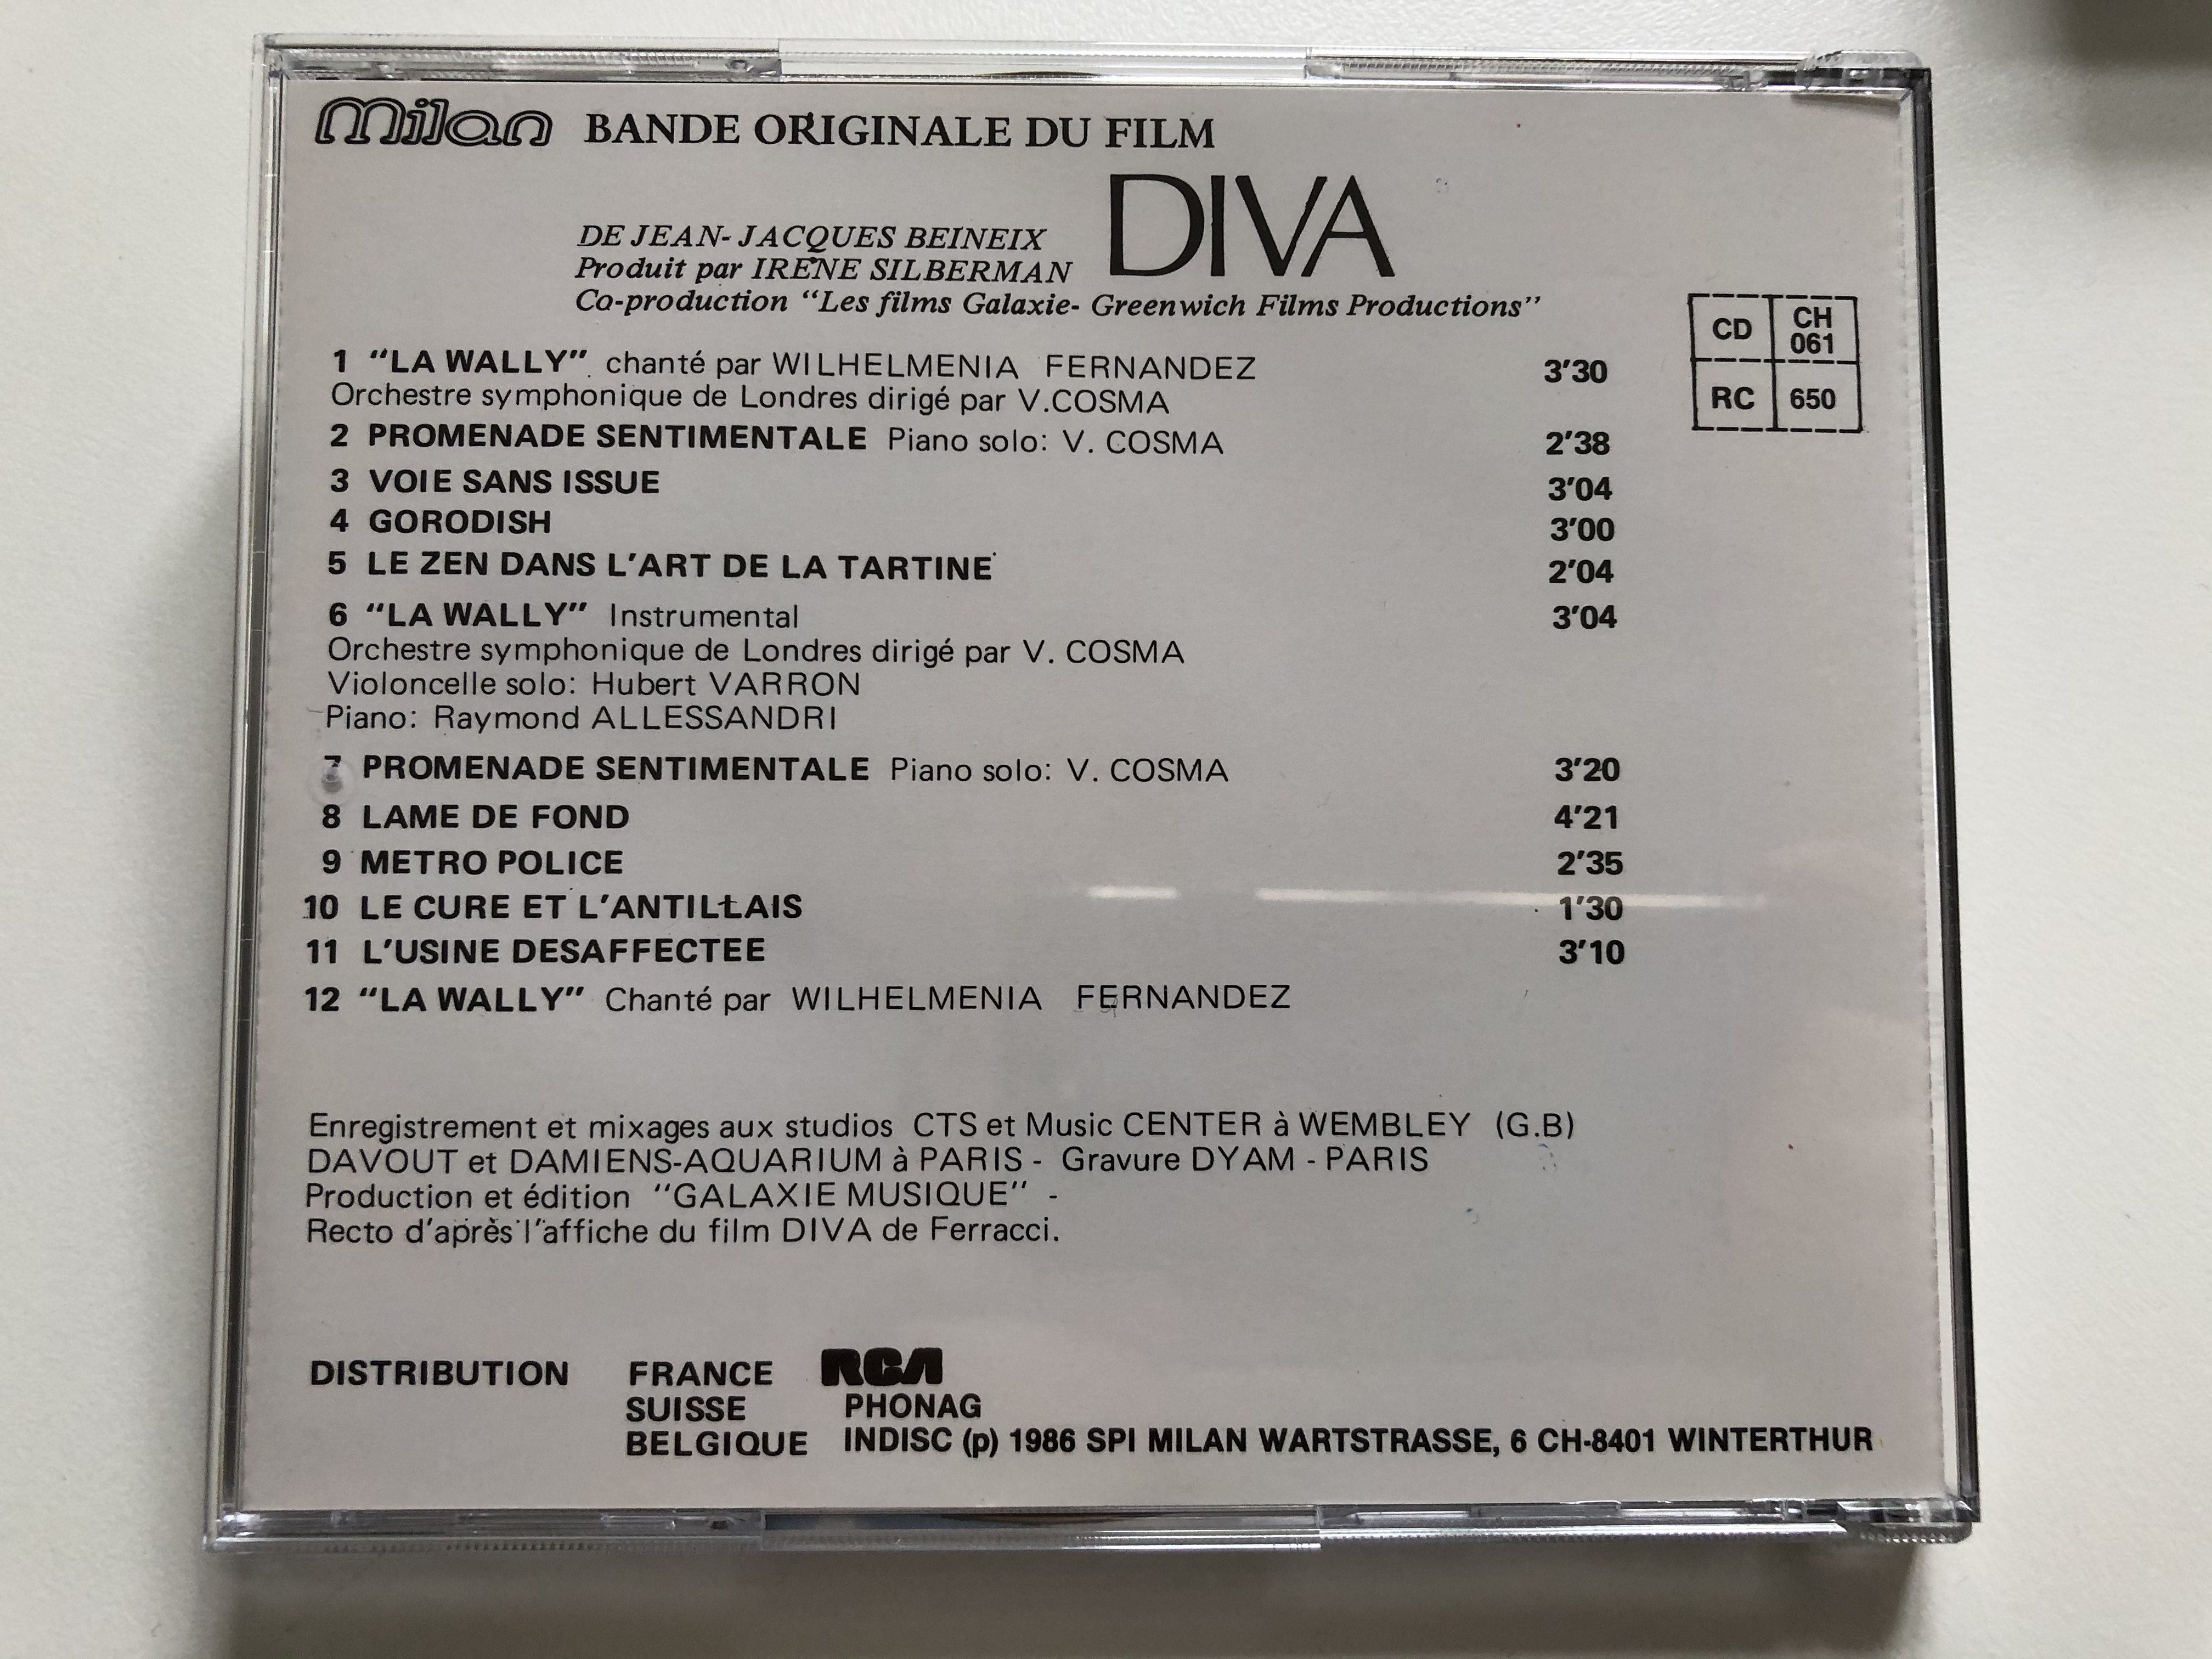 milan BANDE ORIGINALE DU FILM
DIVA
DE JEAN-JACQUES BEINEIX
Produit par IRENE SILBERMAN
Co-production “Les films Galaxie- Greenwich Films Productions”
CD CH 061
RC 650
1 “LA WALLY” chanté par WILHELMENIA FERNANDEZ 3’30
Orchestre symphonique de Londres dirigé par V.COSMA
2 PROMENADE SENTIMENTALE Piano solo: V. COSMA 2’38
3 VOIE SANS ISSUE 3’04
4 GORODISH 3’00
5 LE ZEN DANS L’ART DE LA TARTINE 2’04
6 “LA WALLY” Instrumental 3’04
Orchestre symphonique de Londres dirigé par V. COSMA
Violoncelle solo: Hubert VARRON
Piano: Raymond ALLESSANDRI
7 PROMENADE SENTIMENTALE Piano solo: V. COSMA 3’20
8 LAME DE FOND 4’21
9 METRO POLICE 2’35
10 LE CURE ET L’ANTILLAIS 1’30
11 L’USINE DESAFFECTEE 3’10
12 “LA WALLY” Chanté par WILHELMENIA FERNANDEZ
Enregistrement et mixages aux studios CTS et Music CENTER à WEMBLEY (G.B)
DAVOUT et DAMIENS-AQUARIUM à PARIS - Gravure DYAM - PARIS
Production et édition “GALAXIE MUSIQUE” -
Recto d’après l’affiche du film DIVA de Ferracci.
DISTRIBUTION FRANCE RCA
SUISSE PHONAG
BELGIQUE INDISC (p) 1986 SPI MILAN WARTSTRASSE, 6 CH-8401 WINTERTHUR